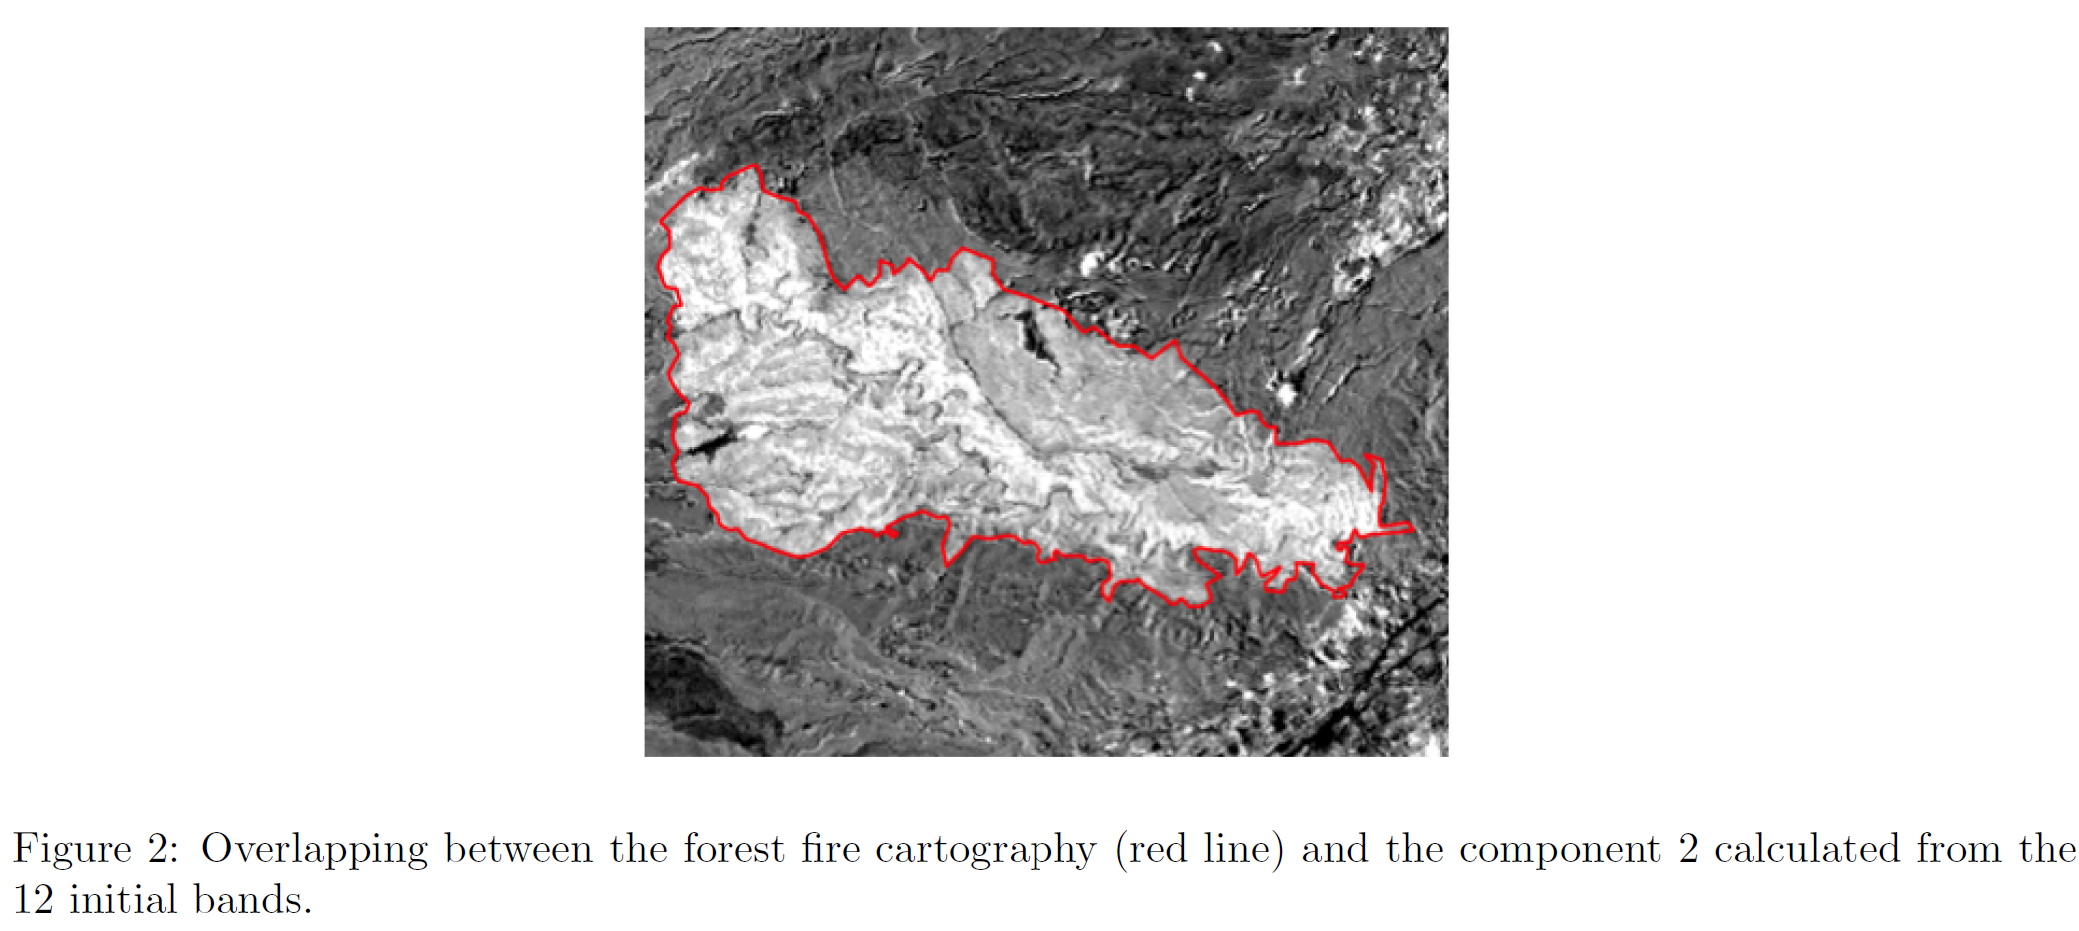 Figure 2: Overlapping between the forest fire cartography (red line) and the component 2 calculated from the
12 initial bands.